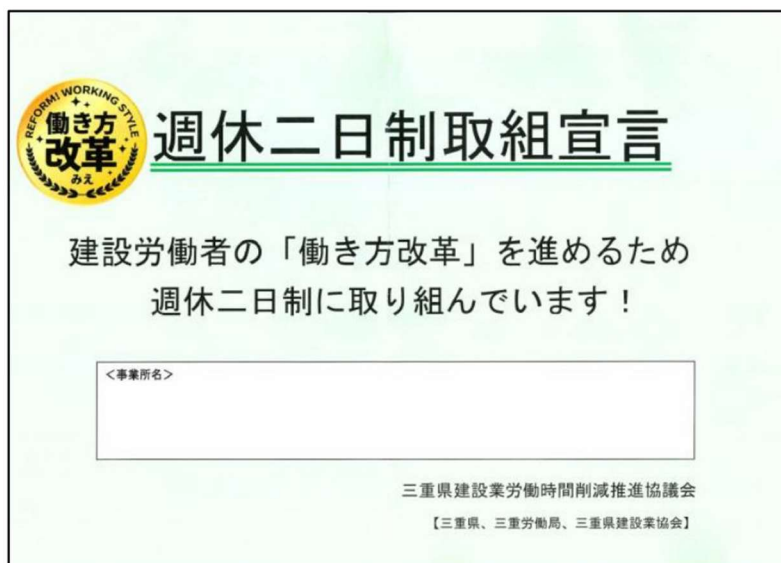 REFORM! WORKING STYLE
働き方
改革
みえ
週休二日制取組宣言
建設労働者の「働き方改革」を進めるため
週休二日制に取り組んでいます！
＜事業所名＞
三重県建設業労働時間削減推進協議会
【三重県、三重労働局、三重県建設業協会】